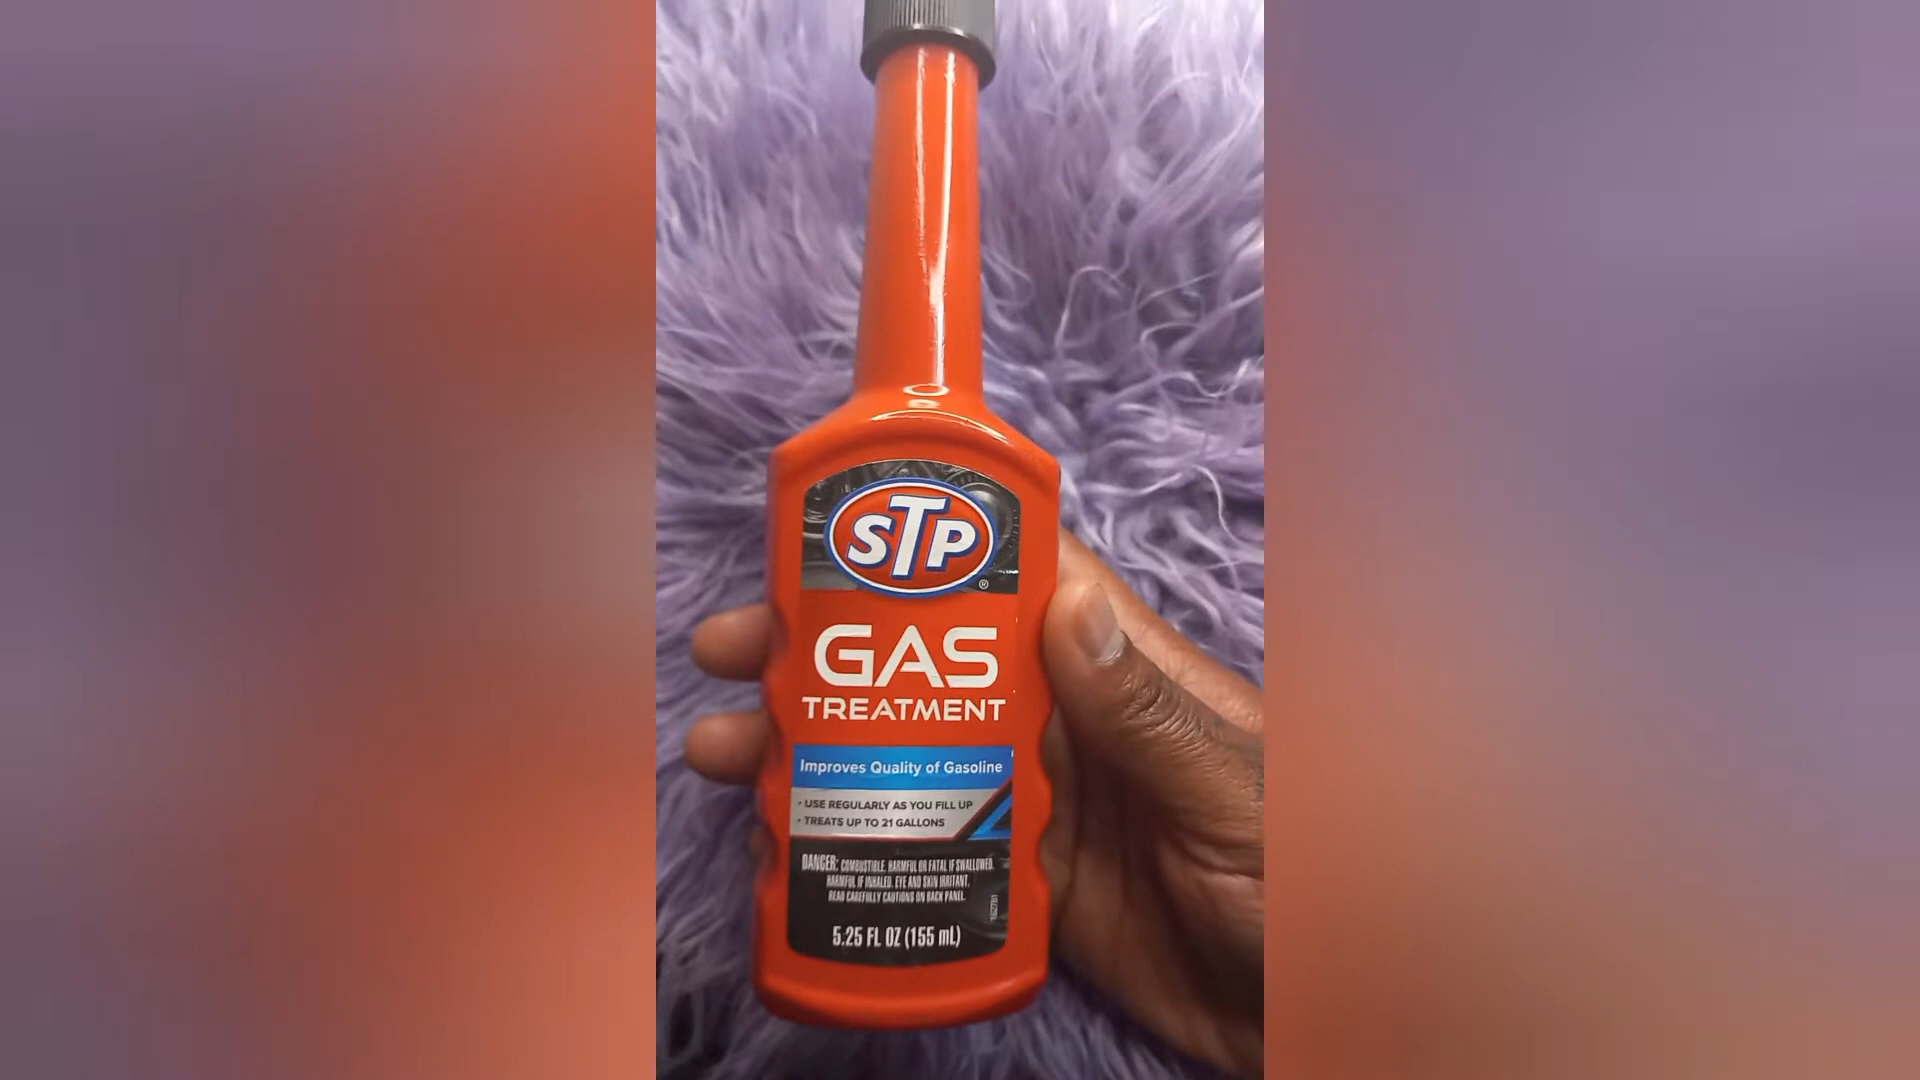 STP
®
GAS
TREATMENT
Improves Quality of Gasoline
• USE REGULARLY AS YOU FILL UP
• TREATS UP TO 21 GALLONS
DANGER: COMBUSTIBLE. HARMFUL OR FATAL IF SWALLOWED.
HARMFUL IF INHALED. EYE AND SKIN IRRITANT.
READ CAREFULLY CAUTIONS ON BACK PANEL.
5.25 FL OZ (155 mL)